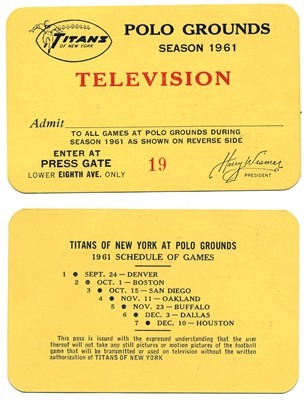 TITANS
OF NEW YORK
POLO GROUNDS
SEASON 1961
TELEVISION
Admit
TO ALL GAMES AT POLO GROUNDS DURING
SEASON 1961 AS SHOWN ON REVERSE SIDE
ENTER AT
PRESS GATE
LOWER EIGHTH AVE. ONLY
19
Harry Wismer
PRESIDENT
TITANS OF NEW YORK AT POLO GROUNDS
1961 SCHEDULE OF GAMES
1 ● SEPT. 24—DENVER
2 ● OCT. 1—BOSTON
3 ● OCT. 15—SAN DIEGO
4 ● NOV. 11—OAKLAND
5 ● NOV. 23—BUFFALO
6 ● DEC. 3—DALLAS
7 ● DEC. 10—HOUSTON
This pass is issued with the expressed understanding that the user
thereof will not take any still pictures or motion pictures of the football
game that will be transmitted or used on television without the written
authorization of TITANS OF NEW YORK